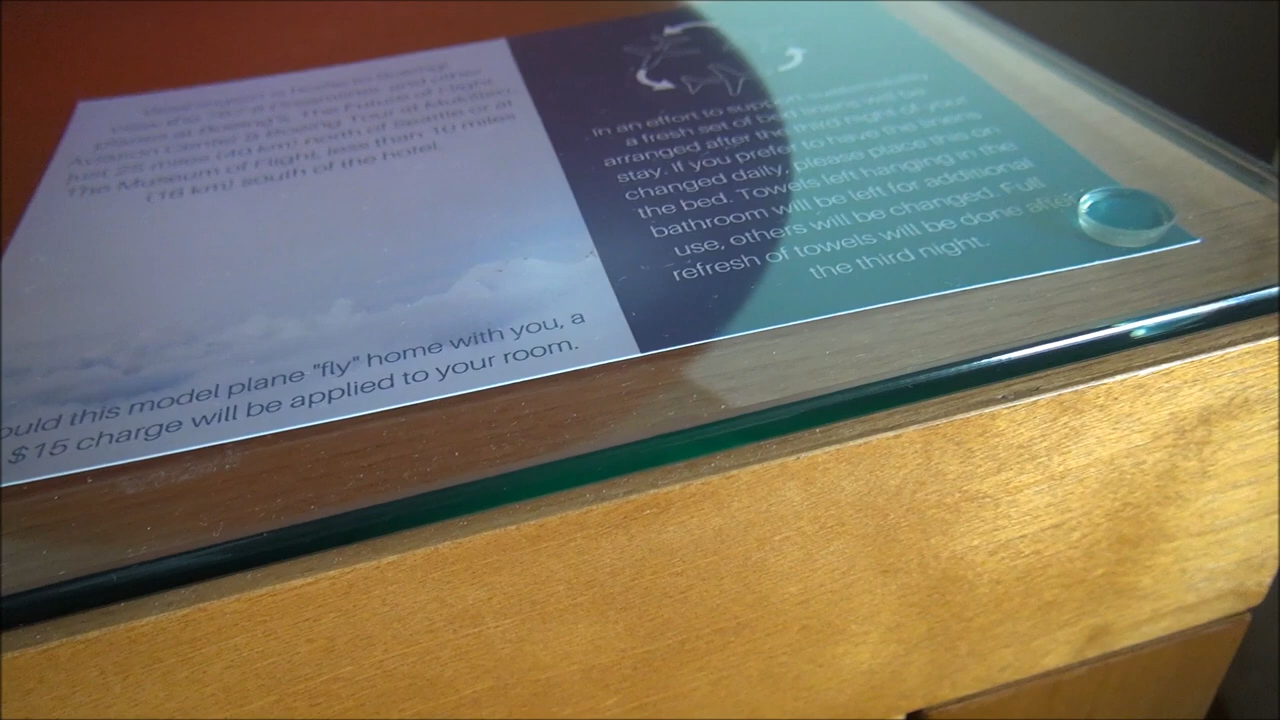 Washington is home to Boeing!
View the 787-8 Dreamliner and other
planes at Boeing's The Future of Flight
Aviation Center & Boeing Tour at Mukilteo
just 25 miles (40 km) north of Seattle or at
The Museum of Flight, less than 10 miles
(16 km) south of the hotel.
ould this model plane "fly" home with you, a
$15 charge will be applied to your room.
In an effort to support sustainability
a fresh set of bed linens will be
arranged after the third night of your
stay. If you prefer to have the linens
changed daily, please place this on
the bed. Towels left hanging in the
bathroom will be left for additional
use, others will be changed. Full
refresh of towels will be done after
the third night.